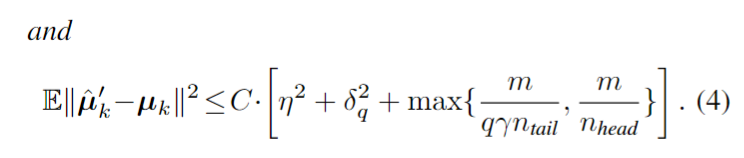 and
𝔼‖μ̂′ₖ−μₖ‖² ≤ C·[η² + δ_q² + max{m/(qγn_tail), m/n_head}]. (4)